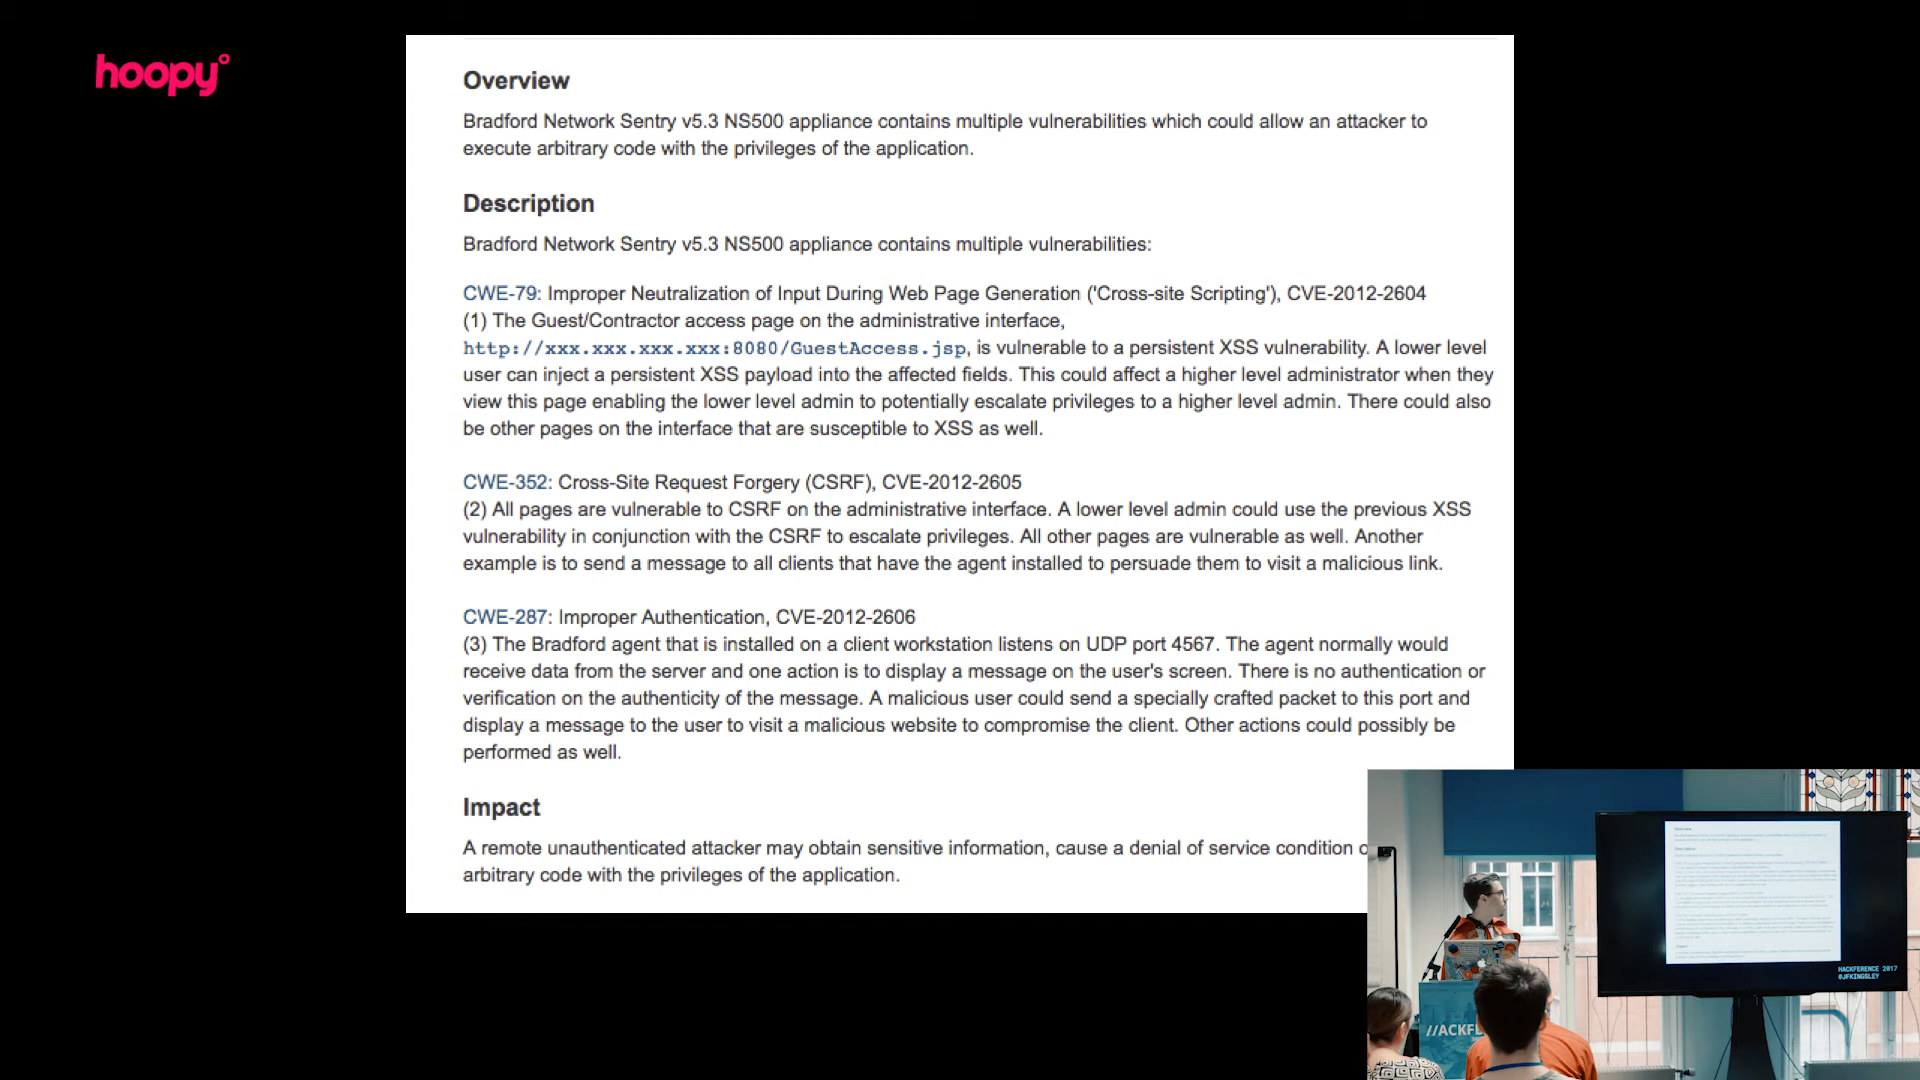 hoopy°
Overview
Bradford Network Sentry v5.3 NS500 appliance contains multiple vulnerabilities which could allow an attacker to
execute arbitrary code with the privileges of the application.
Description
Bradford Network Sentry v5.3 NS500 appliance contains multiple vulnerabilities:
CWE-79: Improper Neutralization of Input During Web Page Generation ('Cross-site Scripting'), CVE-2012-2604
(1) The Guest/Contractor access page on the administrative interface,
http://xxx.xxx.xxx.xxx:8080/GuestAccess.jsp, is vulnerable to a persistent XSS vulnerability. A lower level
user can inject a persistent XSS payload into the affected fields. This could affect a higher level administrator when they
view this page enabling the lower level admin to potentially escalate privileges to a higher level admin. There could also
be other pages on the interface that are susceptible to XSS as well.
CWE-352: Cross-Site Request Forgery (CSRF), CVE-2012-2605
(2) All pages are vulnerable to CSRF on the administrative interface. A lower level admin could use the previous XSS
vulnerability in conjunction with the CSRF to escalate privileges. All other pages are vulnerable as well. Another
example is to send a message to all clients that have the agent installed to persuade them to visit a malicious link.
CWE-287: Improper Authentication, CVE-2012-2606
(3) The Bradford agent that is installed on a client workstation listens on UDP port 4567. The agent normally would
receive data from the server and one action is to display a message on the user's screen. There is no authentication or
verification on the authenticity of the message. A malicious user could send a specially crafted packet to this port and
display a message to the user to visit a malicious website to compromise the client. Other actions could possibly be
performed as well.
Impact
A remote unauthenticated attacker may obtain sensitive information, cause a denial of service condition
arbitrary code with the privileges of the application.
HACKFERENCE 2017
@JFKINGSLEY
//ACKFE